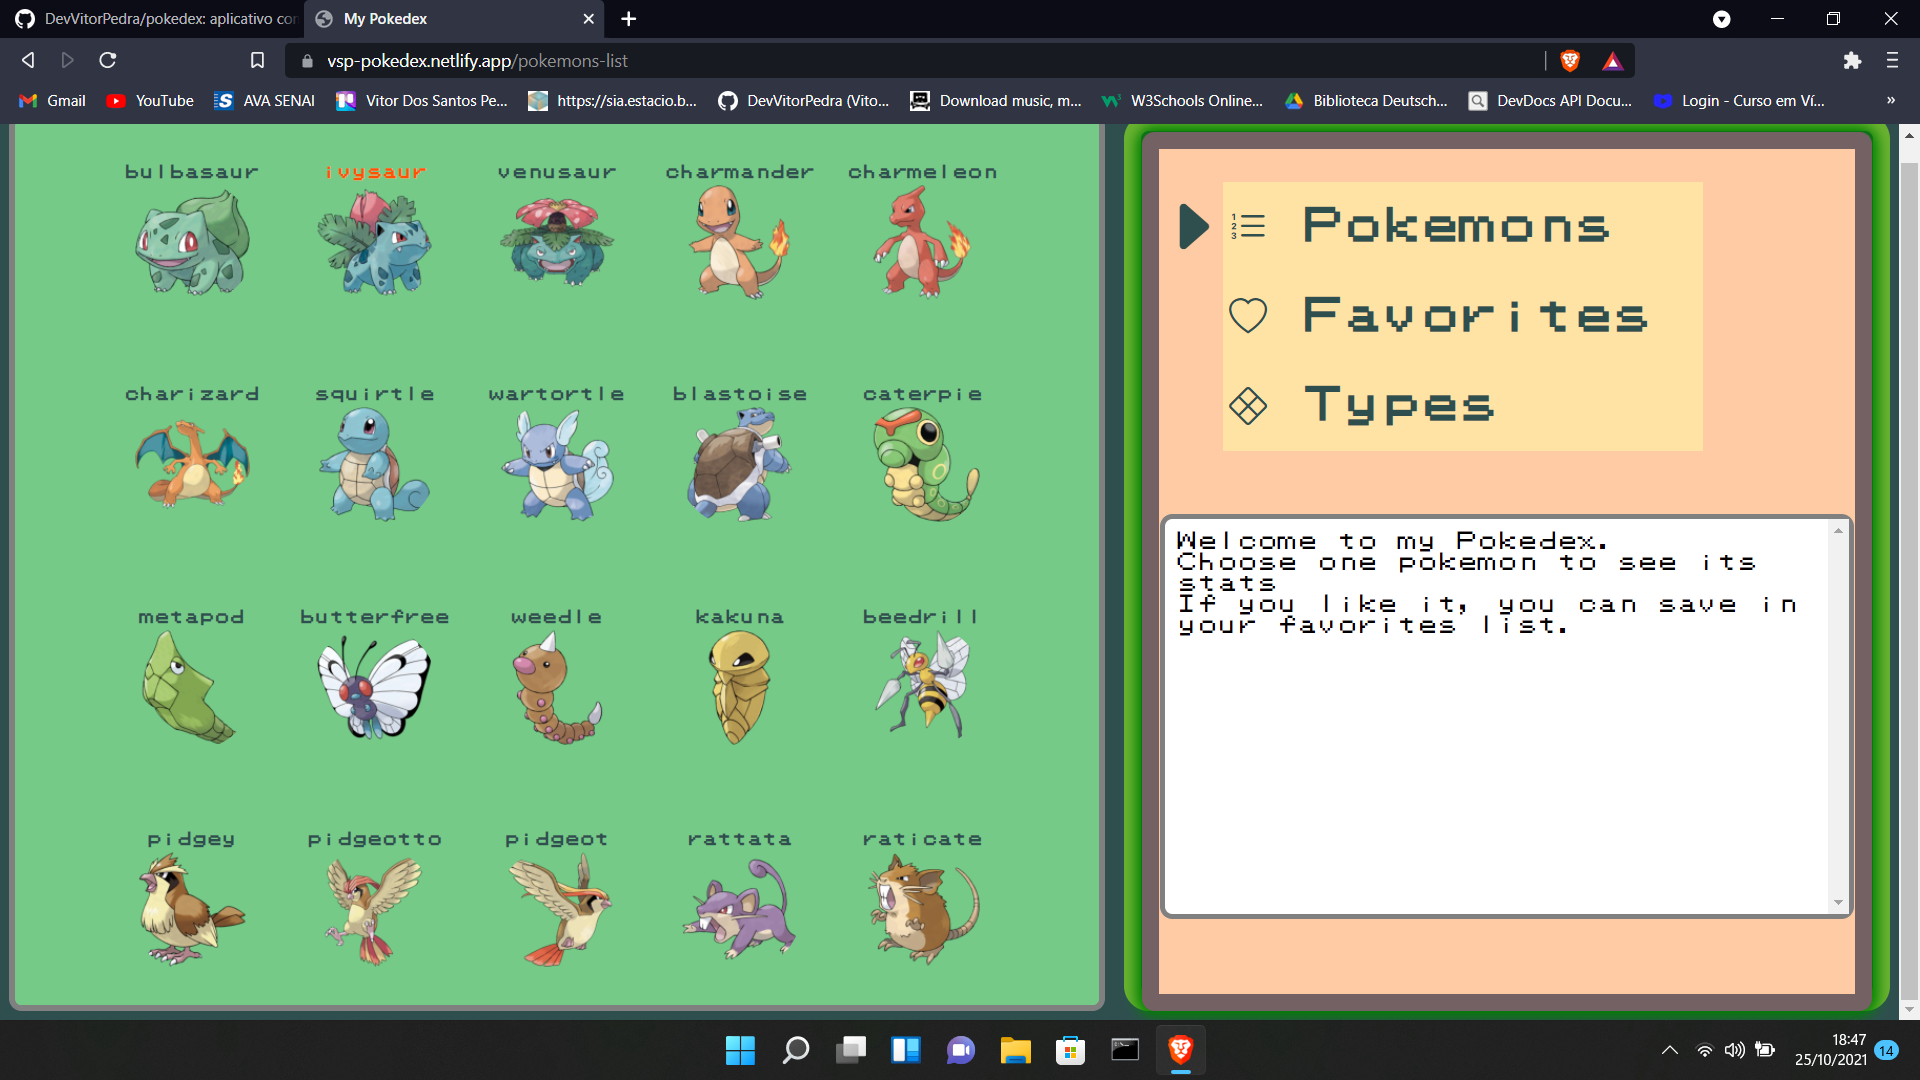 DevVitorPedra/pokedex: aplicativo con
My Pokedex
vsp-pokedex.netlify.app/pokemons-list
Gmail
YouTube
AVA SENAI
Vitor Dos Santos Pe...
https://sia.estacio.b...
DevVitorPedra (Vito...
Download music, m...
W3Schools Online...
Biblioteca Deutsch...
DevDocs API Docu...
Login - Curso em Ví...
»
bulbasaur ivysaur venusaur charmander charmeleon
charizard squirtle wartortle blastoise caterpie
metapod butterfree weedle kakuna beedrill
pidgey pidgeotto pidgeot rattata raticate
Pokemons
Favorites
Types
Welcome to my Pokedex.
Choose one pokemon to see its
stats
If you like it, you can save in
your favorites list.
18:47
25/10/2021
14